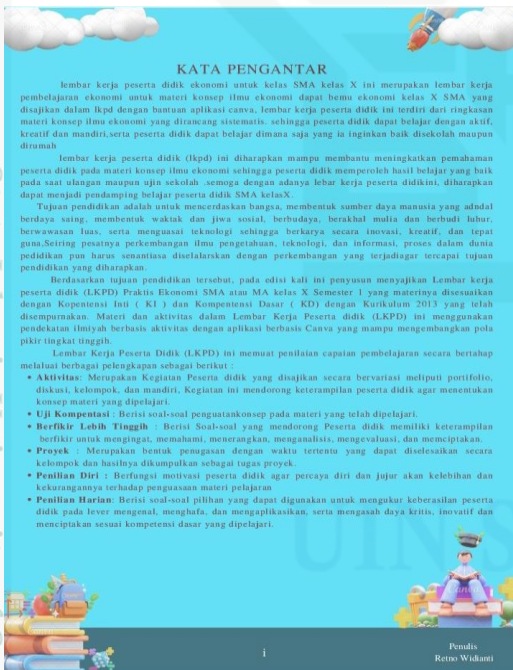 KATA PENGANTAR
lembar kerja peserta didik ekonomi untuk kelas SMA kelas X ini merupakan lembar kerja
pembelajaran ekonomi untuk materi konsep ilmu ekonomi dapat bemu ekonomi kelas X SMA yang
disajikan dalam lkpd dengan bantuan aplikasi canva, lembar kerja peserta didik ini terdiri dari ringkasan
materi konsep ilmu ekonomi yang dirancang sistematis. sehingga peserta didik dapat belajar dengan aktif,
kreatif dan mandiri,serta peserta didik dapat belajar dimana saja yang ia inginkan baik disekolah maupun
dirumah
lembar kerja peserta didik (lkpd) ini diharapkan mampu membantu meningkatkan pemahaman
peserta didik pada materi konsep ilmu ekonomi sehingga peserta didik memperoleh hasil belajar yang baik
pada saat ulangan maupun ujin sekolah .semoga dengan adanya lebar kerja peserta didikini, diharapkan
dapat menjadi pendamping belajar peserta didik SMA kelasX.
Tujuan pendidikan adalah untuk mencerdaskan bangsa, membentuk sumber daya manusia yang adndal
berdaya saing, membentuk waktak dan jiwa sosial, berbudaya, berakhal mulia dan berbudi luhur,
berwawasan luas, serta menguasai teknologi sehingga berkarya secara inovasi, kreatif, dan tepat
guna,Seiring pesatnya perkembangan ilmu pengetahuan, teknologi, dan informasi, proses dalam dunia
pedidikan pun harus senantiasa diselalarskan dengan perkembangan yang terjadiagar tercapai tujuan
pendidikan yang diharapkan.
Berdasarkan tujuan pendidikan tersebut, pada edisi kali ini penyusun menyajikan Lembar kerja
peserta didik (LKPD) Praktis Ekonomi SMA atau MA kelas X Semester 1 yang materinya disesuaikan
dengan Kopentensi Inti ( KI ) dan Kompentensi Dasar ( KD) dengan Kurikulum 2013 yang telah
disempurnakan. Materi dan aktivitas dalam Lembar Kerja Peserta didik (LKPD) ini menggunakan
pendekatan ilmiyah berbasis aktivitas dengan aplikasi berbasis Canva yang mampu mengembangkan pola
pikir tingkat tinggih.
Lembar Kerja Peserta Didik (LKPD) ini memuat penilaian capaian pembelajaran secara bertahap
melaluai berbagai pelengkapan sebagai berikut :
• Aktivitas: Merupakan Kegiatan Peserta didik yang disajikan secara bervariasi meliputi portifolio,
diskusi, kelompok, dan mandiri, Kegiatan ini mendorong keterampilan peserta didik agar menentukan
konsep materi yang dipelajari.
• Uji Kompentasi : Berisi soal-soal penguatankonsep pada materi yang telah dipelajari.
• Berfikir Lebih Tinggih : Berisi Soal-soal yang mendorong Peserta didik memiliki keterampilan
berfikir untuk mengingat, memahami, menerangkan, menganalisis, mengevaluasi, dan memciptakan.
• Proyek : Merupakan bentuk penugasan dengan waktu tertentu yang dapat diselesaikan secara
kelompok dan hasilnya dikumpulkan sebagai tugas proyek.
• Penilian Diri : Berfungsi motivasi peserta didik agar percaya diri dan jujur akan kelebihan dan
kekurangannya terhadap penguasaan materi pelajaran
• Penilian Harian: Berisi soal-soal pilihan yang dapat digunakan untuk mengukur keberasilan peserta
didik pada lever mengenal, menghafa, dan mengaplikasikan, serta mengasah daya kritis, inovatif dan
menciptakan sesuai kompetensi dasar yang dipelajari.
UIN S
i
Penulis
Retno Widianti